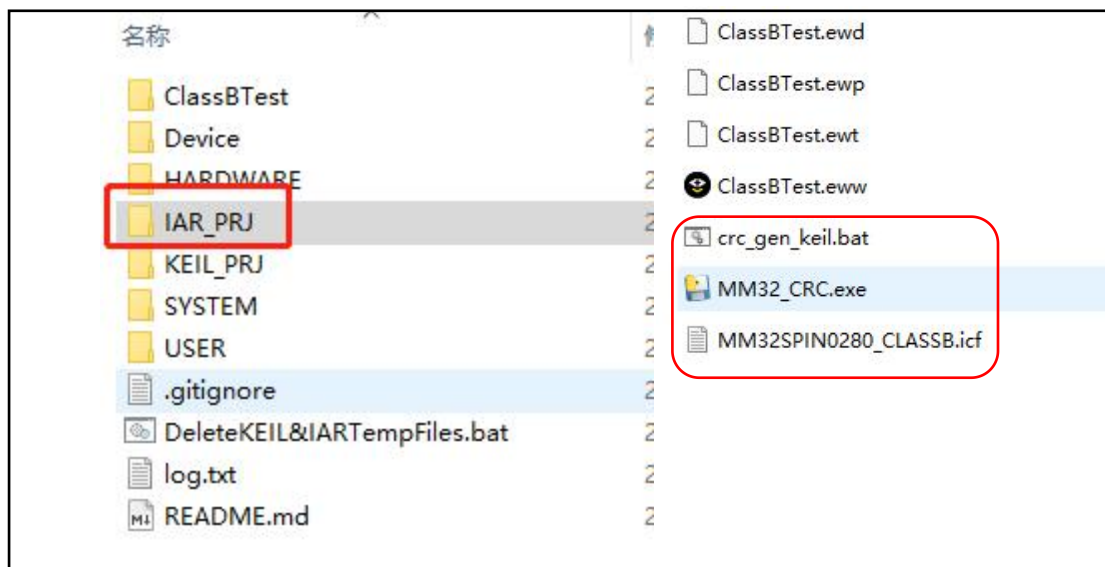 名称
ClassBTest
Device
HARDWARE
IAR_PRJ
KEIL_PRJ
SYSTEM
USER
.gitignore
DeleteKEIL&IARTempFiles.bat
log.txt
README.md
ClassBTest.ewd
ClassBTest.ewp
ClassBTest.ewt
ClassBTest.eww
crc_gen_keil.bat
MM32_CRC.exe
MM32SPIN0280_CLASSB.icf